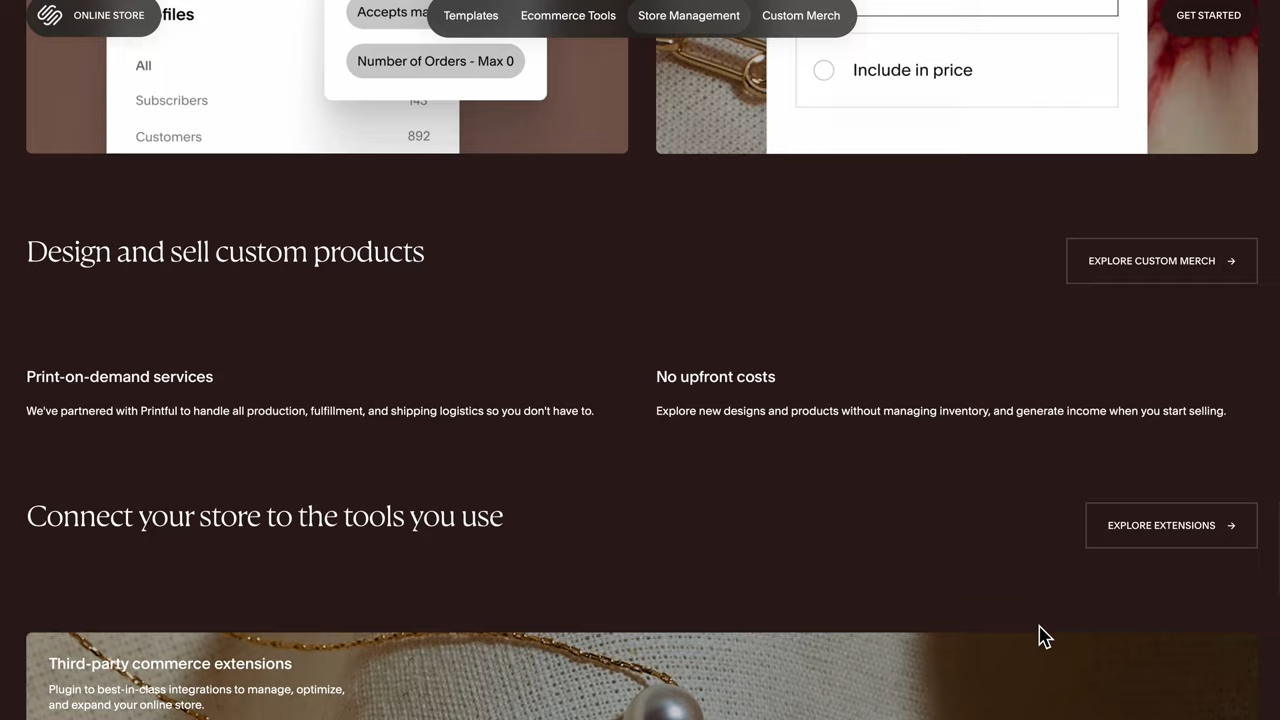 ONLINE STORE
Templates
Ecommerce Tools
Store Management
Custom Merch
GET STARTED
files
All
Subscribers
143
Customers
892
Number of Orders - Max 0
Include in price
Design and sell custom products
EXPLORE CUSTOM MERCH →
Print-on-demand services
We've partnered with Printful to handle all production, fulfillment, and shipping logistics so you don't have to.
No upfront costs
Explore new designs and products without managing inventory, and generate income when you start selling.
Connect your store to the tools you use
EXPLORE EXTENSIONS →
Third-party commerce extensions
Plugin to best-in-class integrations to manage, optimize,
and expand your online store.